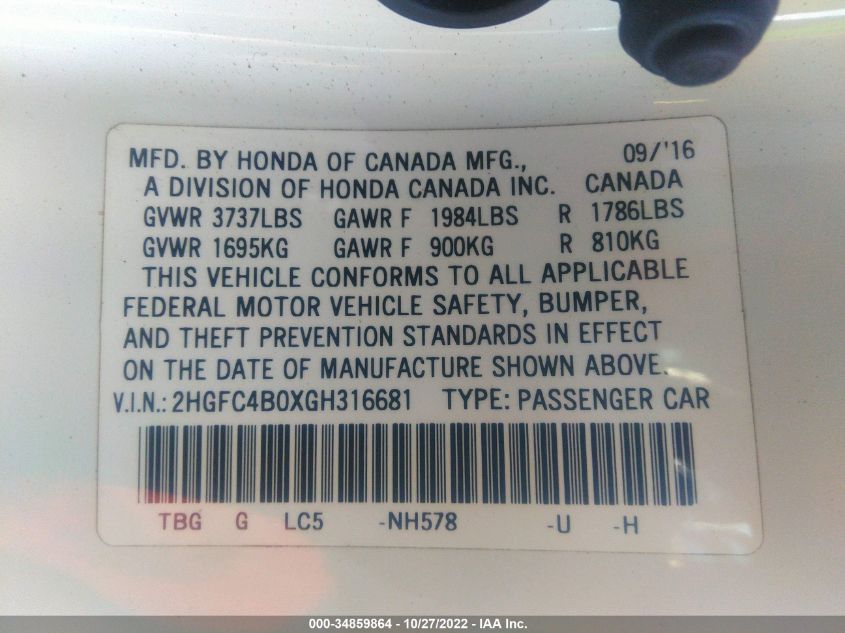 MFD. BY HONDA OF CANADA MFG., 09/'16
A DIVISION OF HONDA CANADA INC. CANADA
GVWR 3737LBS GAWR F 1984LBS R 1786LBS
GVWR 1695KG GAWR F 900KG R 810KG
THIS VEHICLE CONFORMS TO ALL APPLICABLE
FEDERAL MOTOR VEHICLE SAFETY, BUMPER,
AND THEFT PREVENTION STANDARDS IN EFFECT
ON THE DATE OF MANUFACTURE SHOWN ABOVE.
V.I.N.: 2HGFC4B0XGH316681 TYPE: PASSENGER CAR
TBG G LC5 -NH578 -U -H
000-34859864 - 10/27/2022 - IAA Inc.